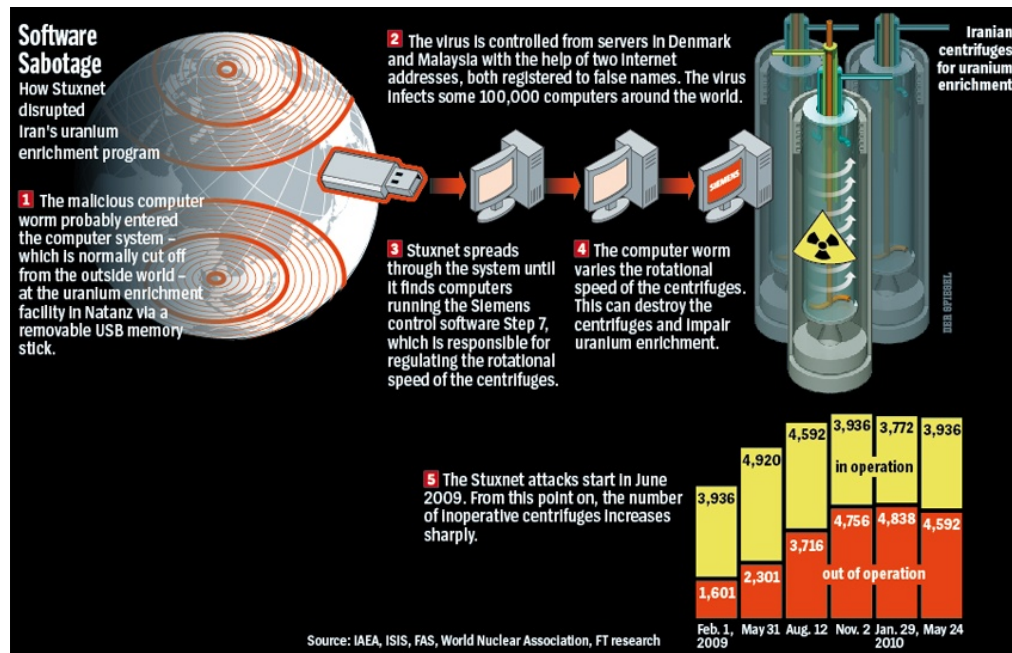 Software
Sabotage
How Stuxnet
disrupted
Iran's uranium
enrichment program
1 The malicious computer
worm probably entered
the computer system –
which is normally cut off
from the outside world –
at the uranium enrichment
facility in Natanz via a
removable USB memory
stick.
2 The virus is controlled from servers in Denmark
and Malaysia with the help of two Internet
addresses, both registered to false names. The virus
infects some 100,000 computers around the world.
Iranian
centrifuges
for uranium
enrichment
SIEMENS
3 Stuxnet spreads
through the system until
it finds computers
running the Siemens
control software Step 7,
which is responsible for
regulating the rotational
speed of the centrifuges.
4 The computer worm
varies the rotational
speed of the centrifuges.
This can destroy the
centrifuges and impair
uranium enrichment.
DER SPIEGEL
5 The Stuxnet attacks start in June
2009. From this point on, the number
of inoperative centrifuges increases
sharply.
3,936 4,920 4,592 3,936 3,772 3,936
in operation
1,601 2,301 3,716 4,756 4,838 4,592
out of operation
Feb. 1, May 31 Aug. 12 Nov. 2 Jan. 29, May 24
2009 2010
Source: IAEA, ISIS, FAS, World Nuclear Association, FT research